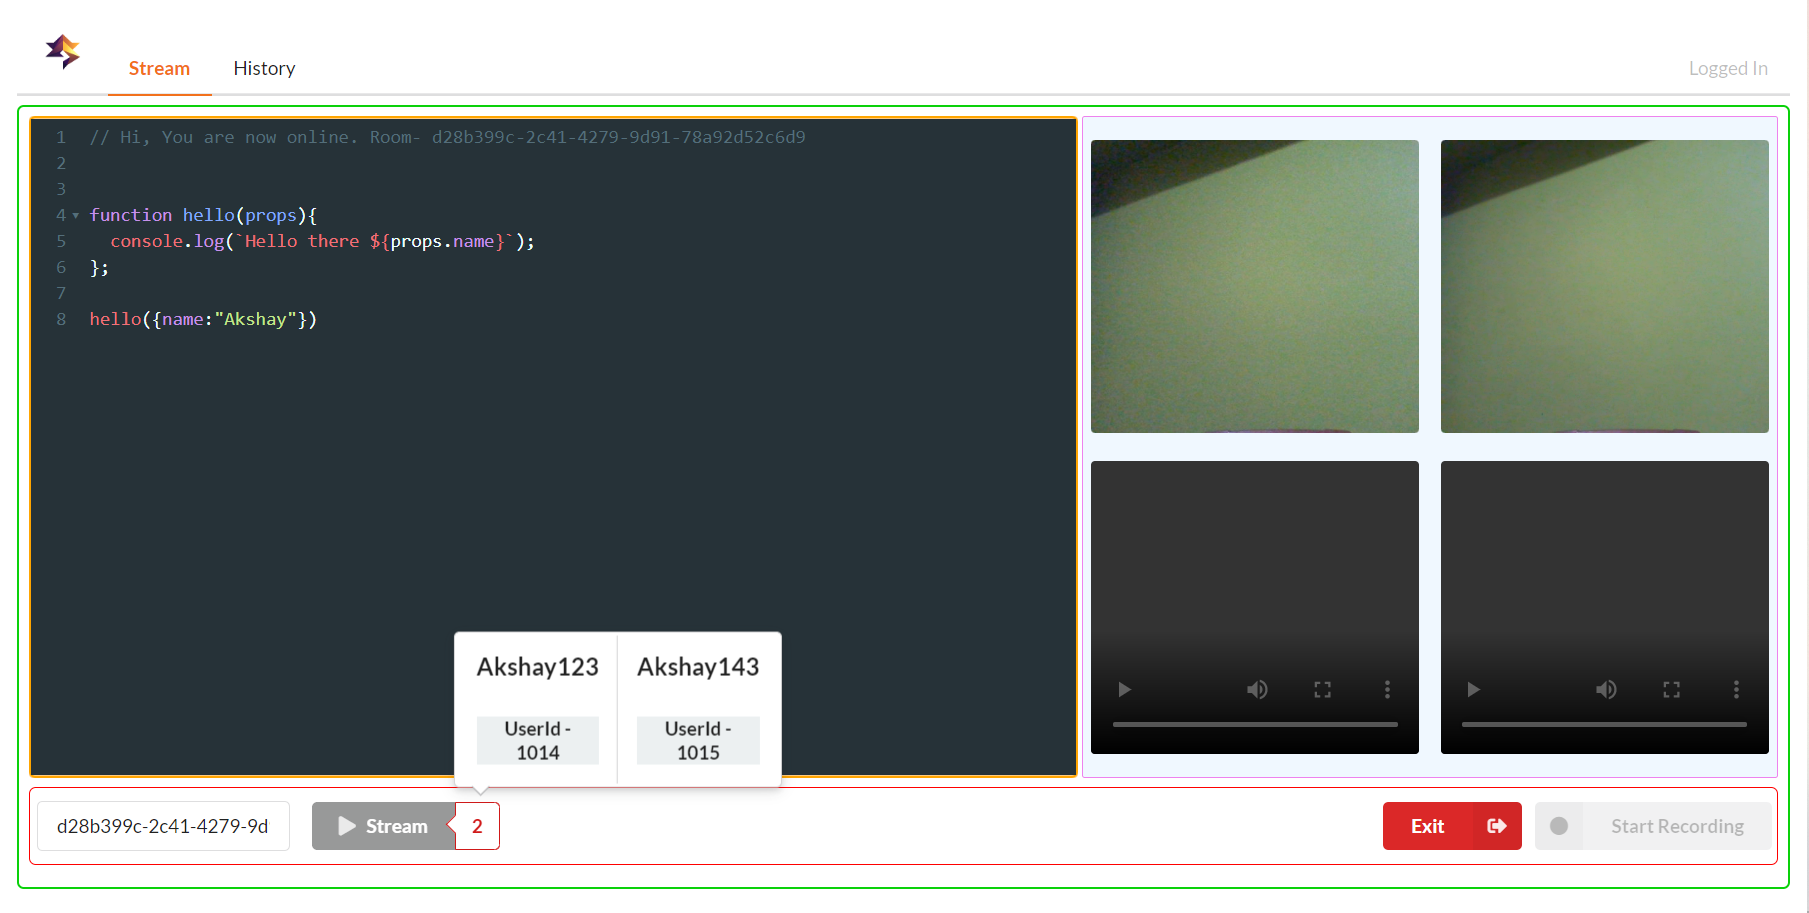 Stream History Logged In
1 // Hi, You are now online. Room- d28b399c-2c41-4279-9d91-78a92d52c6d9
2
3
4 function hello(props){
5 console.log(`Hello there ${props.name}`);
6 };
7
8 hello({name:"Akshay"})
Akshay123 Akshay143
UserId - UserId -
1014 1015
d28b399c-2c41-4279-9d Stream 2 Exit Start Recording